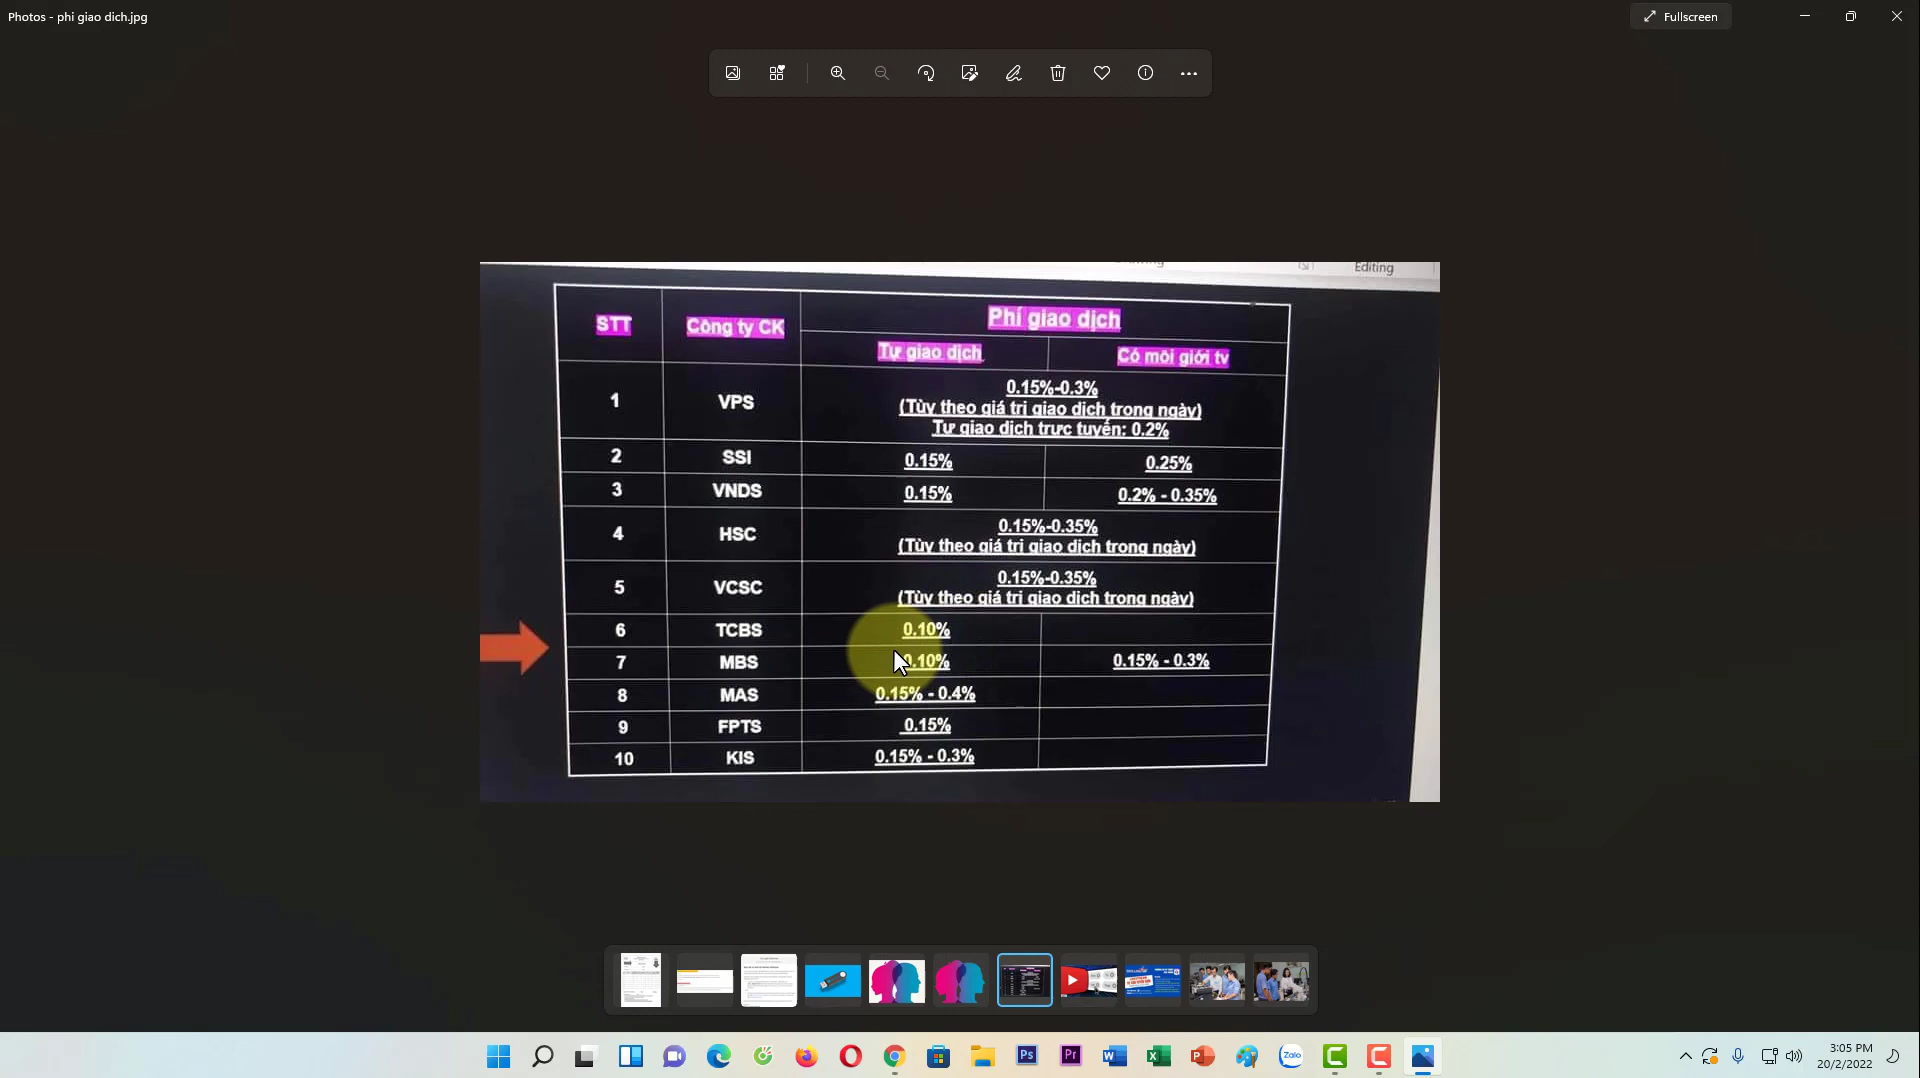 Photos - phi giao dich.jpg
Fullscreen
Editing
STT
Công ty CK
Phí giao dịch
Tự giao dịch
Có môi giới tv
1
VPS
0.15%-0.3%
(Tùy theo giá trị giao dịch trong ngày)
Tự giao dịch trực tuyến: 0.2%
2
SSI
0.15%
0.25%
3
VNDS
0.15%
0.2% - 0.35%
4
HSC
0.15%-0.35%
(Tùy theo giá trị giao dịch trong ngày)
5
VCSC
0.15%-0.35%
(Tùy theo giá trị giao dịch trong ngày)
6
TCBS
0.10%
7
MBS
0.10%
0.15% - 0.3%
8
MAS
0.15% - 0.4%
9
FPTS
0.15%
10
KIS
0.15% - 0.3%
Ps
Pr
Zalo
3:05 PM
20/2/2022